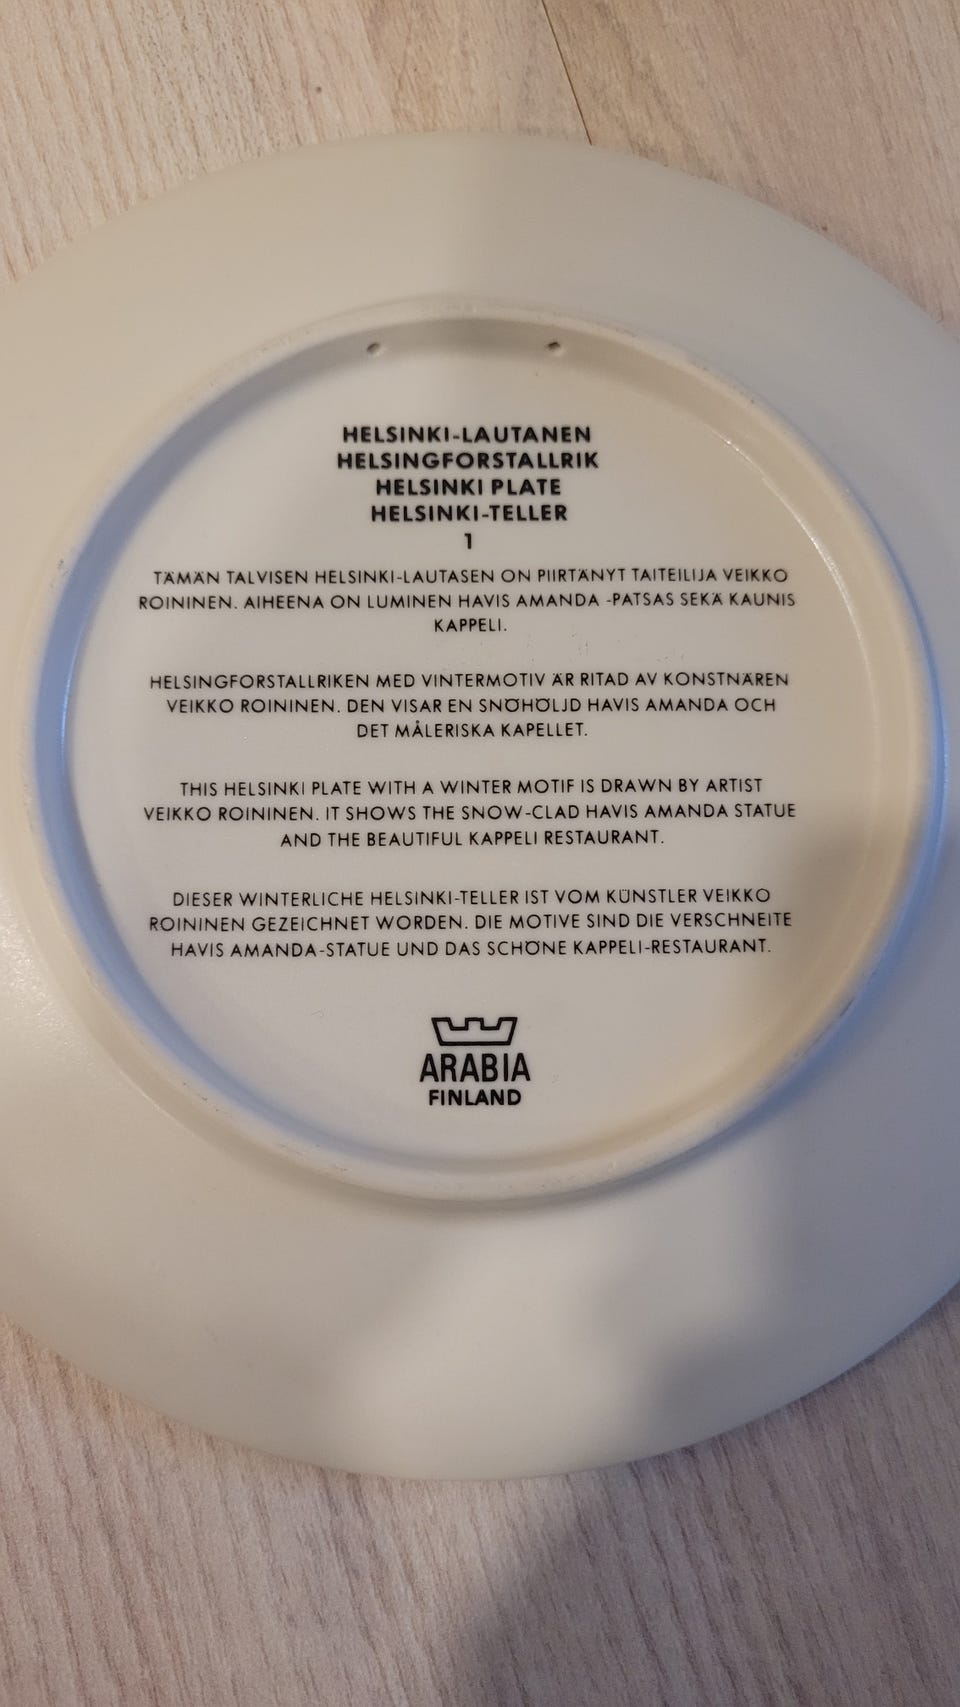 HELSINKI-LAUTANEN
HELSINGFORSTALLRIK
HELSINKI PLATE
HELSINKI-TELLER
1
TÄMÄN TALVISEN HELSINKI-LAUTASEN ON PIIRTÄNYT TAITEILIJA VEIKKO
ROININEN. AIHEENA ON LUMINEN HAVIS AMANDA -PATSAS SEKÄ KAUNIS
KAPPELI.
HELSINGFORSTALLRIKEN MED VINTERMOTIV ÄR RITAD AV KONSTNÄREN
VEIKKO ROININEN. DEN VISAR EN SNÖHÖLJD HAVIS AMANDA OCH
DET MÅLERISKA KAPELLET.
THIS HELSINKI PLATE WITH A WINTER MOTIF IS DRAWN BY ARTIST
VEIKKO ROININEN. IT SHOWS THE SNOW-CLAD HAVIS AMANDA STATUE
AND THE BEAUTIFUL KAPPELI RESTAURANT.
DIESER WINTERLICHE HELSINKI-TELLER IST VOM KÜNSTLER VEIKKO
ROININEN GEZEICHNET WORDEN. DIE MOTIVE SIND DIE VERSCHNEITE
HAVIS AMANDA-STATUE UND DAS SCHÖNE KAPPELI-RESTAURANT.
ARABIA
FINLAND